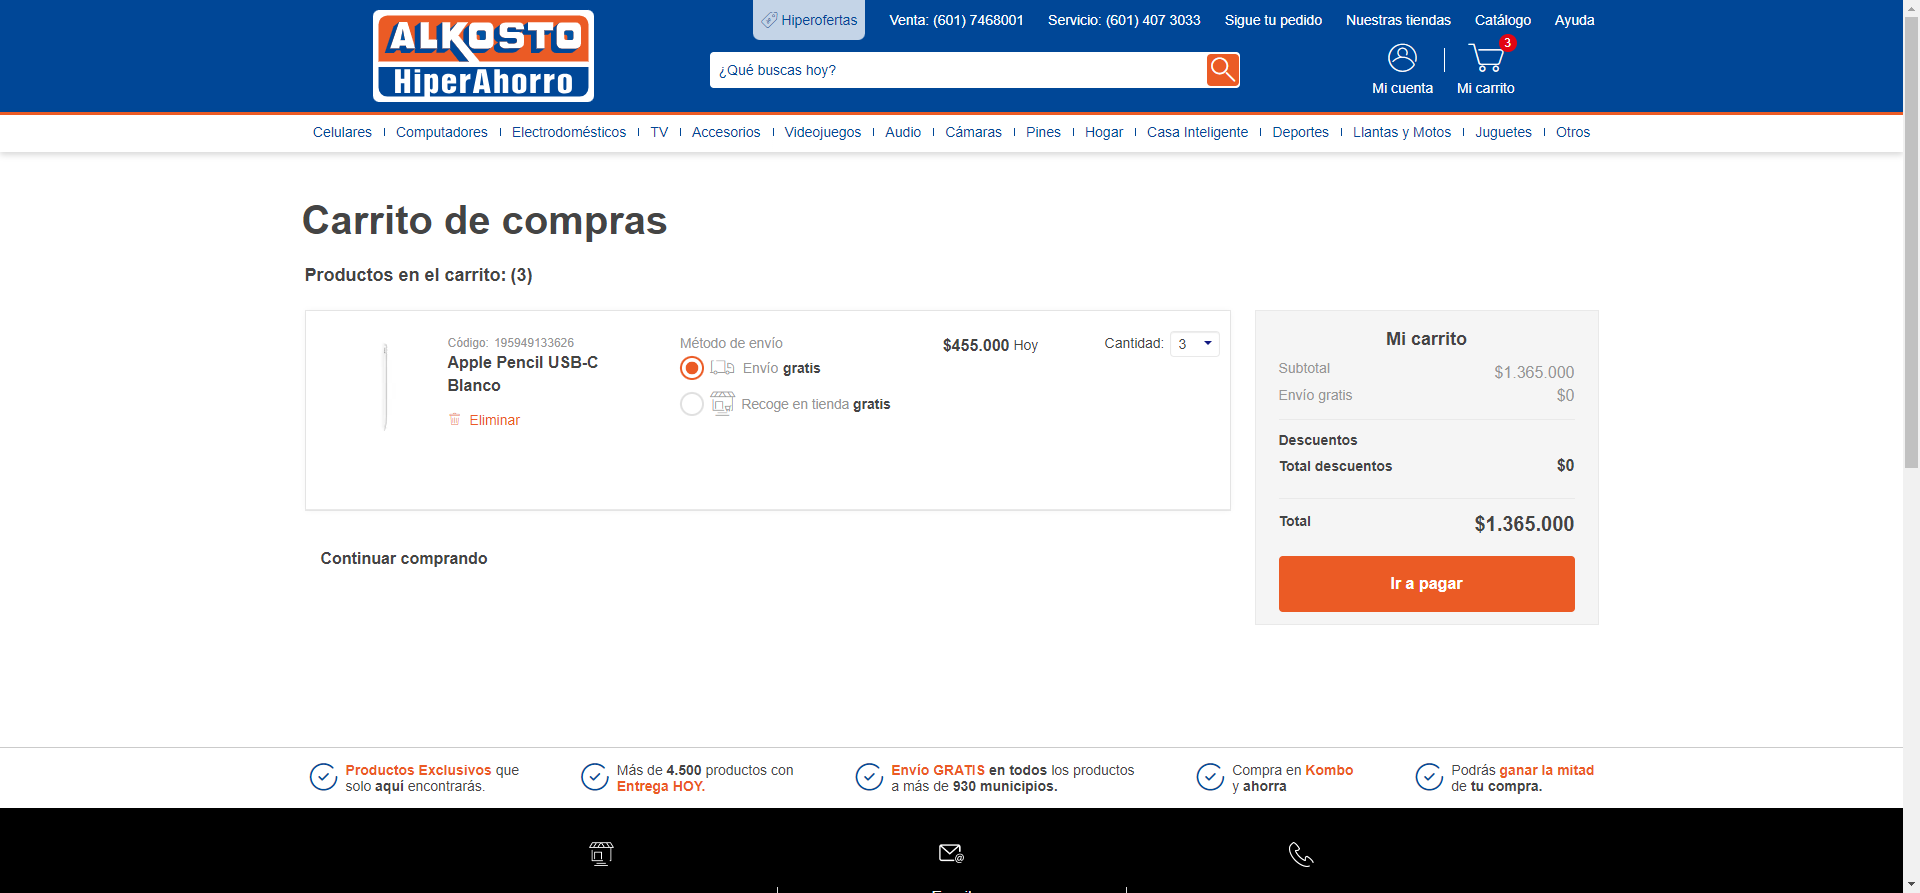 Hiperofertas
Venta: (601) 7468001
Servicio: (601) 407 3033
Sigue tu pedido
Nuestras tiendas
Catálogo
Ayuda
ALKOSTO
HiperAhorro
¿Qué buscas hoy?
3
Mi cuenta
Mi carrito
Celulares
Computadores
Electrodomésticos
TV
Accesorios
Videojuegos
Audio
Cámaras
Pines
Hogar
Casa Inteligente
Deportes
Llantas y Motos
Juguetes
Otros
Carrito de compras
Productos en el carrito: (3)
Código: 195949133626
Apple Pencil USB-C
Blanco
Eliminar
Método de envío
Envío gratis
Recoge en tienda gratis
$455.000 Hoy
Cantidad: 3
Mi carrito
Subtotal $1.365.000
Envío gratis $0
Descuentos
Total descuentos $0
Total $1.365.000
Ir a pagar
Continuar comprando
Productos Exclusivos que
solo aquí encontrarás.
Más de 4.500 productos con
Entrega HOY.
Envío GRATIS en todos los productos
a más de 930 municipios.
Compra en Kombo
y ahorra
Podrás ganar la mitad
de tu compra.